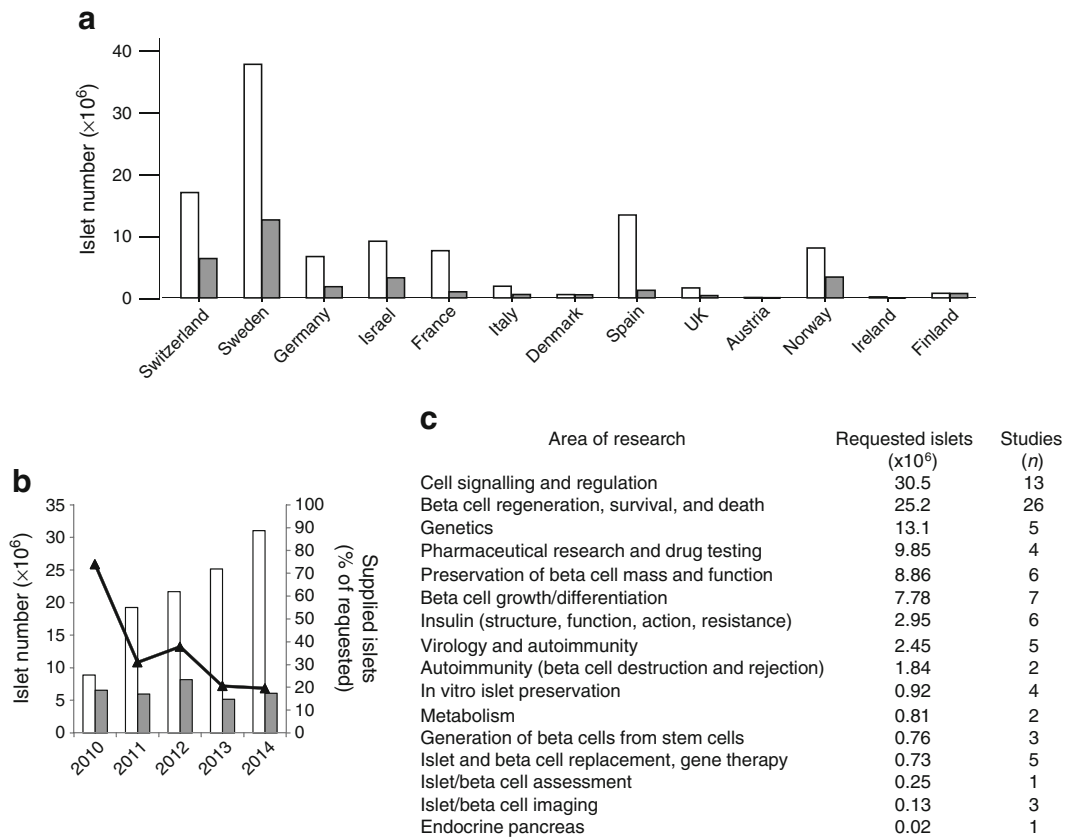 a
Islet number (×10⁶)
40
30
20
10
0
Switzerland
Sweden
Germany
Israel
France
Italy
Denmark
Spain
UK
Austria
Norway
Ireland
Finland
b
Islet number (×10⁶)
35
30
25
20
15
10
5
0
2010
2011
2012
2013
2014
100
90
80
70
60
50
40
30
20
10
0
Supplied islets
(% of requested)
c
Area of research Requested islets Studies
(x10⁶) (n)
Cell signalling and regulation 30.5 13
Beta cell regeneration, survival, and death 25.2 26
Genetics 13.1 5
Pharmaceutical research and drug testing 9.85 4
Preservation of beta cell mass and function 8.86 6
Beta cell growth/differentiation 7.78 7
Insulin (structure, function, action, resistance) 2.95 6
Virology and autoimmunity 2.45 5
Autoimmunity (beta cell destruction and rejection) 1.84 2
In vitro islet preservation 0.92 4
Metabolism 0.81 2
Generation of beta cells from stem cells 0.76 3
Islet and beta cell replacement, gene therapy 0.73 5
Islet/beta cell assessment 0.25 1
Islet/beta cell imaging 0.13 3
Endocrine pancreas 0.02 1